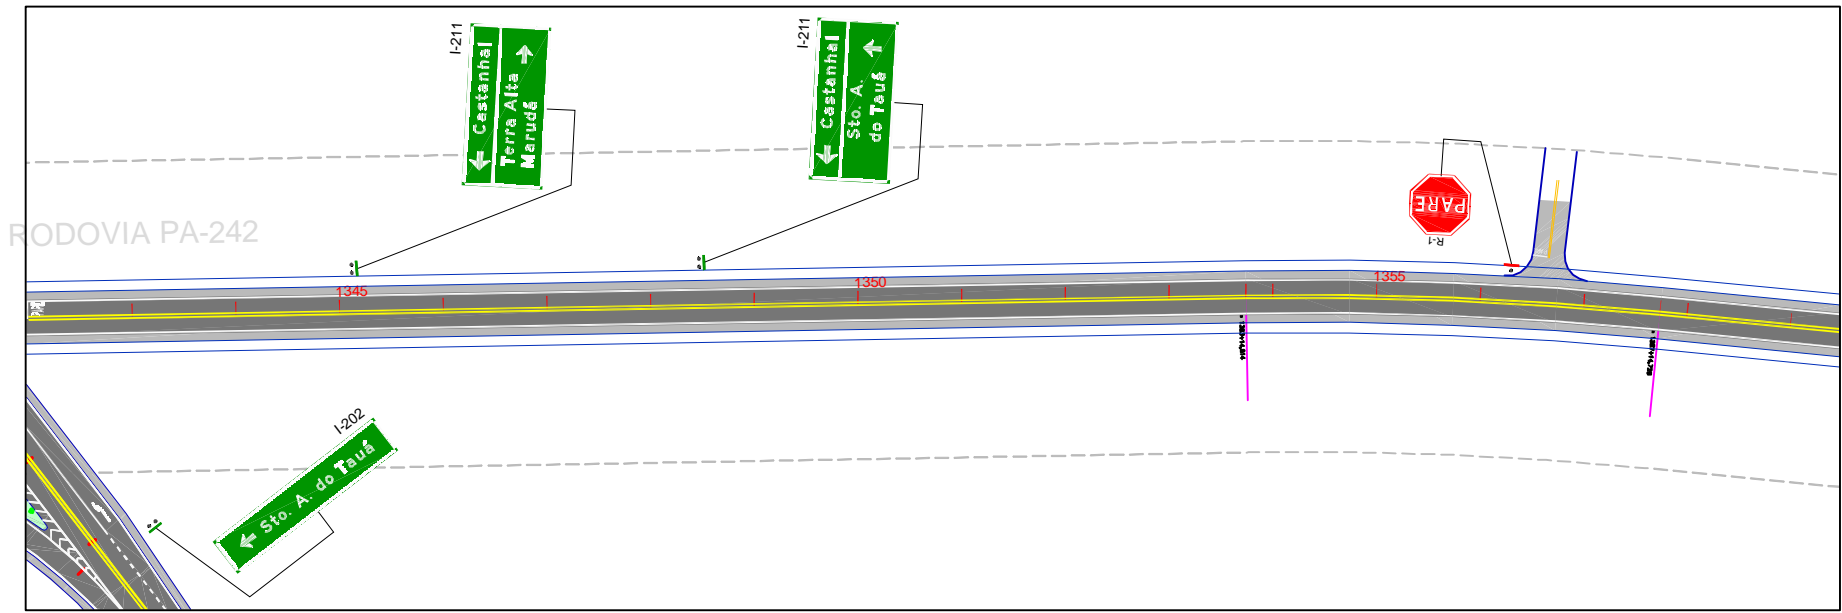 I-211
Castanhal
Terra Alta
Marudá
I-211
Castanhal
Sto. A.
do Tauá
PARE
R-1
RODOVIA PA-242
1345
1350
1355
I-202
Sto. A. do Tauá